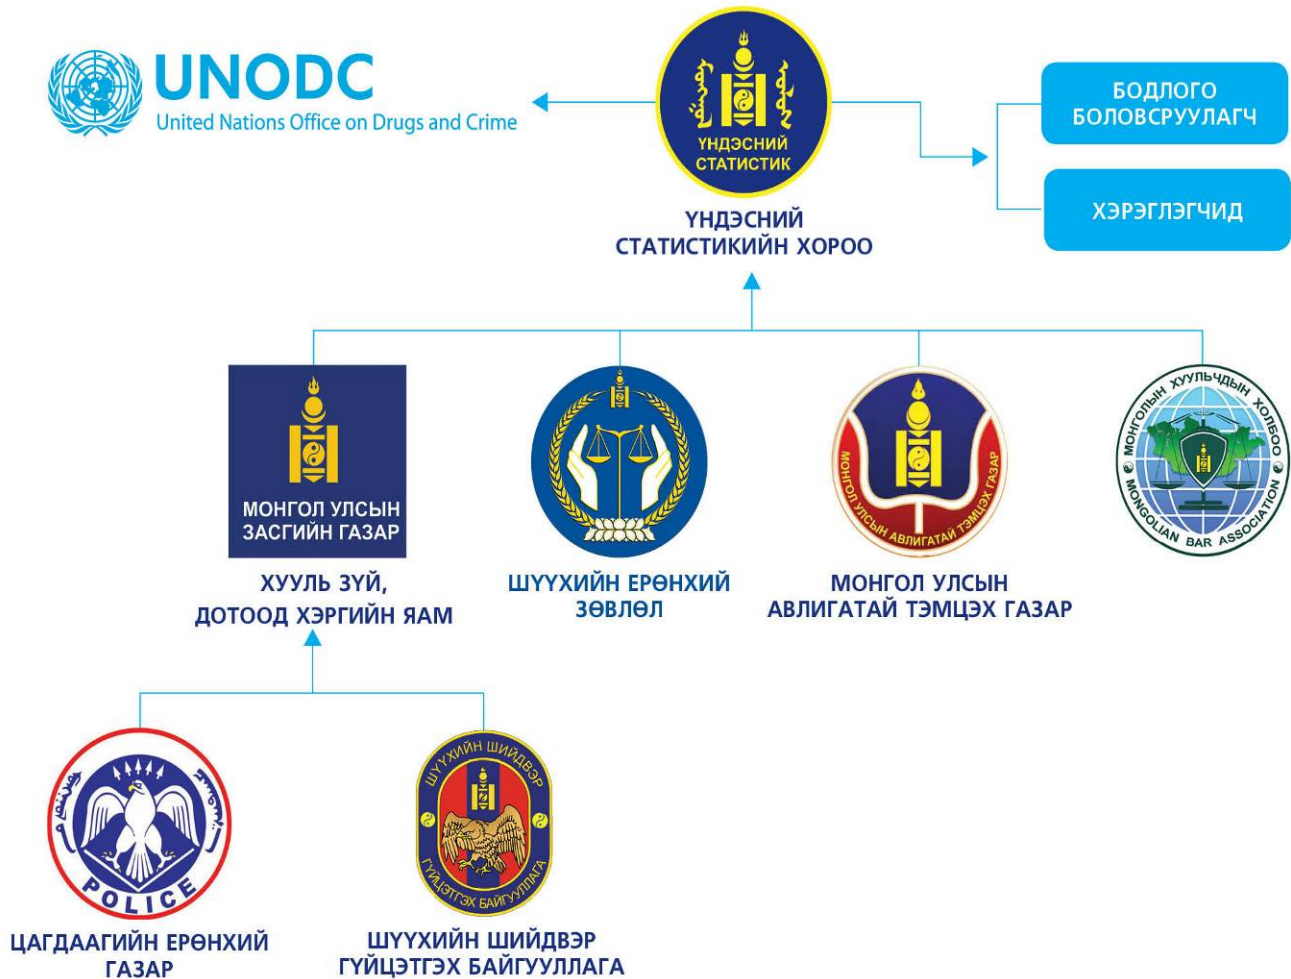 UNODC
United Nations Office on Drugs and Crime
ҮНДЭСНИЙ
СТАТИСТИК
ҮНДЭСНИЙ
СТАТИСТИКИЙН ХОРОО
БОДЛОГО
БОЛОВСРУУЛАГЧ
ХЭРЭГЛЭГЧИД
МОНГОЛ УЛСЫН
ЗАСГИЙН ГАЗАР
ХУУЛЬ ЗҮЙ,
ДОТООД ХЭРГИЙН ЯАМ
ШҮҮХИЙН ЕРӨНХИЙ
ЗӨВЛӨЛ
МОНГОЛ УЛСЫН АВЛИГАТАЙ ТЭМЦЭХ ГАЗАР
МОНГОЛ УЛСЫН
АВЛИГАТАЙ ТЭМЦЭХ ГАЗАР
МОНГОЛЫН ХУУЛЬЧДЫН ХОЛБОО
MONGOLIAN BAR ASSOCIATION
POLICE
ЦАГДААГИЙН ЕРӨНХИЙ
ГАЗАР
ШҮҮХИЙН ШИЙДВЭР
ГҮЙЦЭТГЭХ БАЙГУУЛЛАГА
ШҮҮХИЙН ШИЙДВЭР
ГҮЙЦЭТГЭХ БАЙГУУЛЛАГА